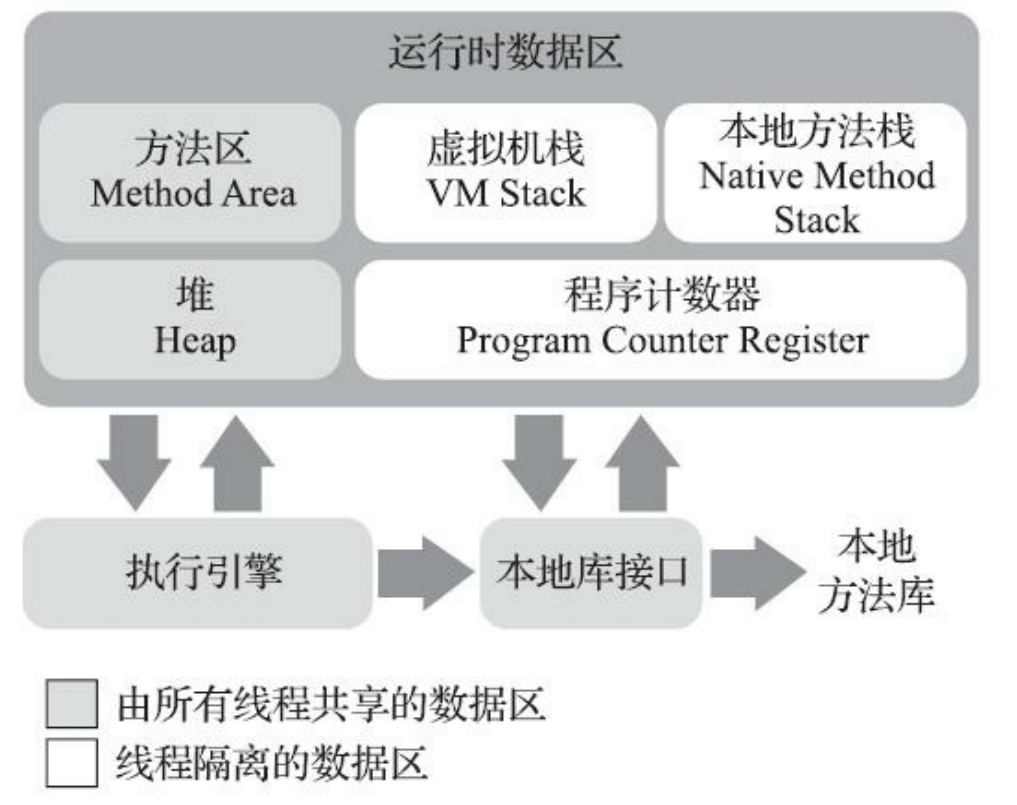 运行时数据区
方法区
Method Area
虚拟机栈
VM Stack
本地方法栈
Native Method
Stack
堆
Heap
程序计数器
Program Counter Register
执行引擎
本地库接口
本地
方法库
由所有线程共享的数据区
线程隔离的数据区